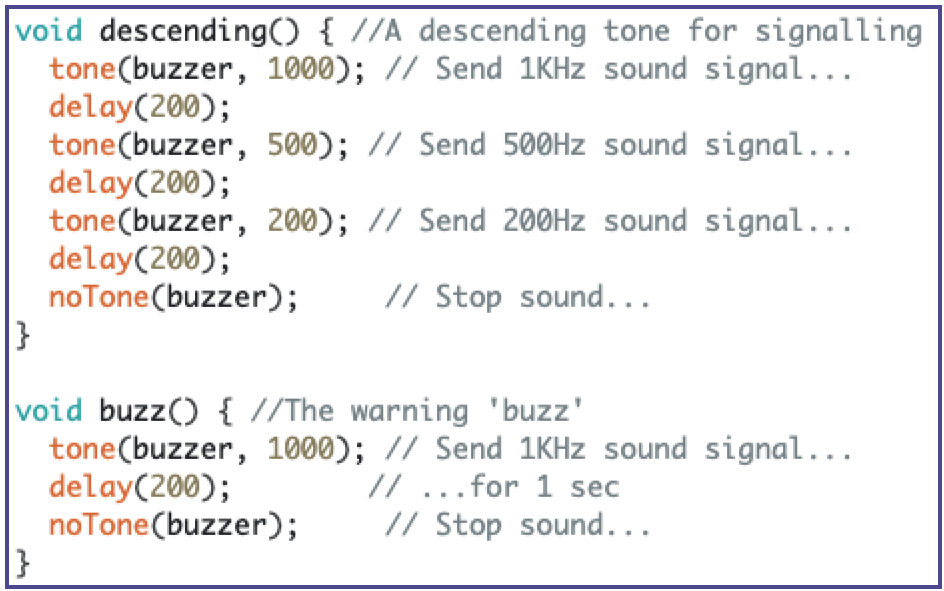 void descending() { //A descending tone for signalling
  tone(buzzer, 1000); // Send 1KHz sound signal...
  delay(200);
  tone(buzzer, 500); // Send 500Hz sound signal...
  delay(200);
  tone(buzzer, 200); // Send 200Hz sound signal...
  delay(200);
  noTone(buzzer);     // Stop sound...
}

void buzz() { //The warning 'buzz'
  tone(buzzer, 1000); // Send 1KHz sound signal...
  delay(200);        // ...for 1 sec
  noTone(buzzer);     // Stop sound...
}